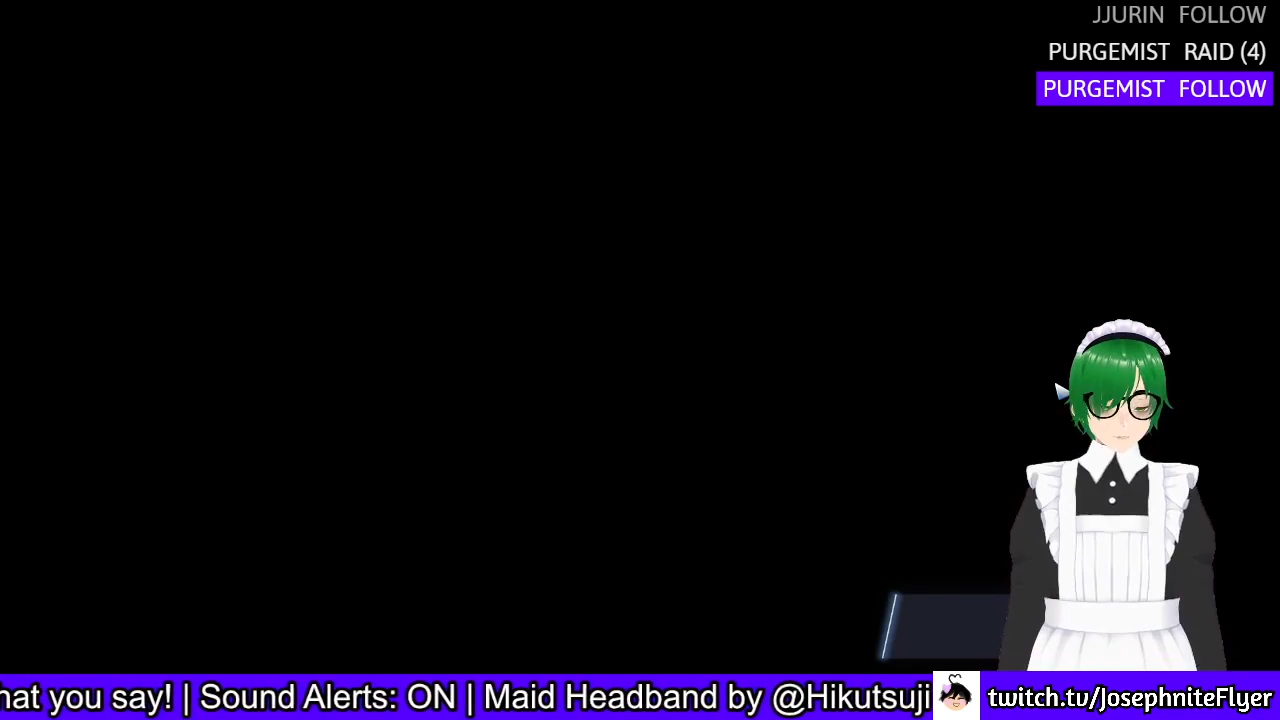 JJURIN FOLLOW
PURGEMIST RAID (4)
PURGEMIST FOLLOW
you say! | Sound Alerts: ON | Maid Headband by @Hikutsuji
twitch.tv/JosephniteFlyer